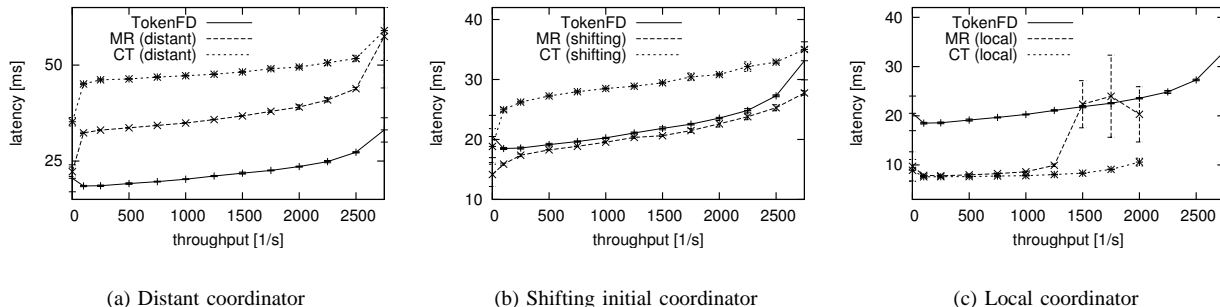 TokenFD
MR (distant)
CT (distant)
latency [ms]
50
25
0 500 1000 1500 2000 2500
throughput [1/s]
(a) Distant coordinator
TokenFD
MR (shifting)
CT (shifting)
latency [ms]
40
30
20
10
0 500 1000 1500 2000 2500
throughput [1/s]
(b) Shifting initial coordinator
TokenFD
MR (local)
CT (local)
latency [ms]
40
30
20
10
0 500 1000 1500 2000 2500
throughput [1/s]
(c) Local coordinator